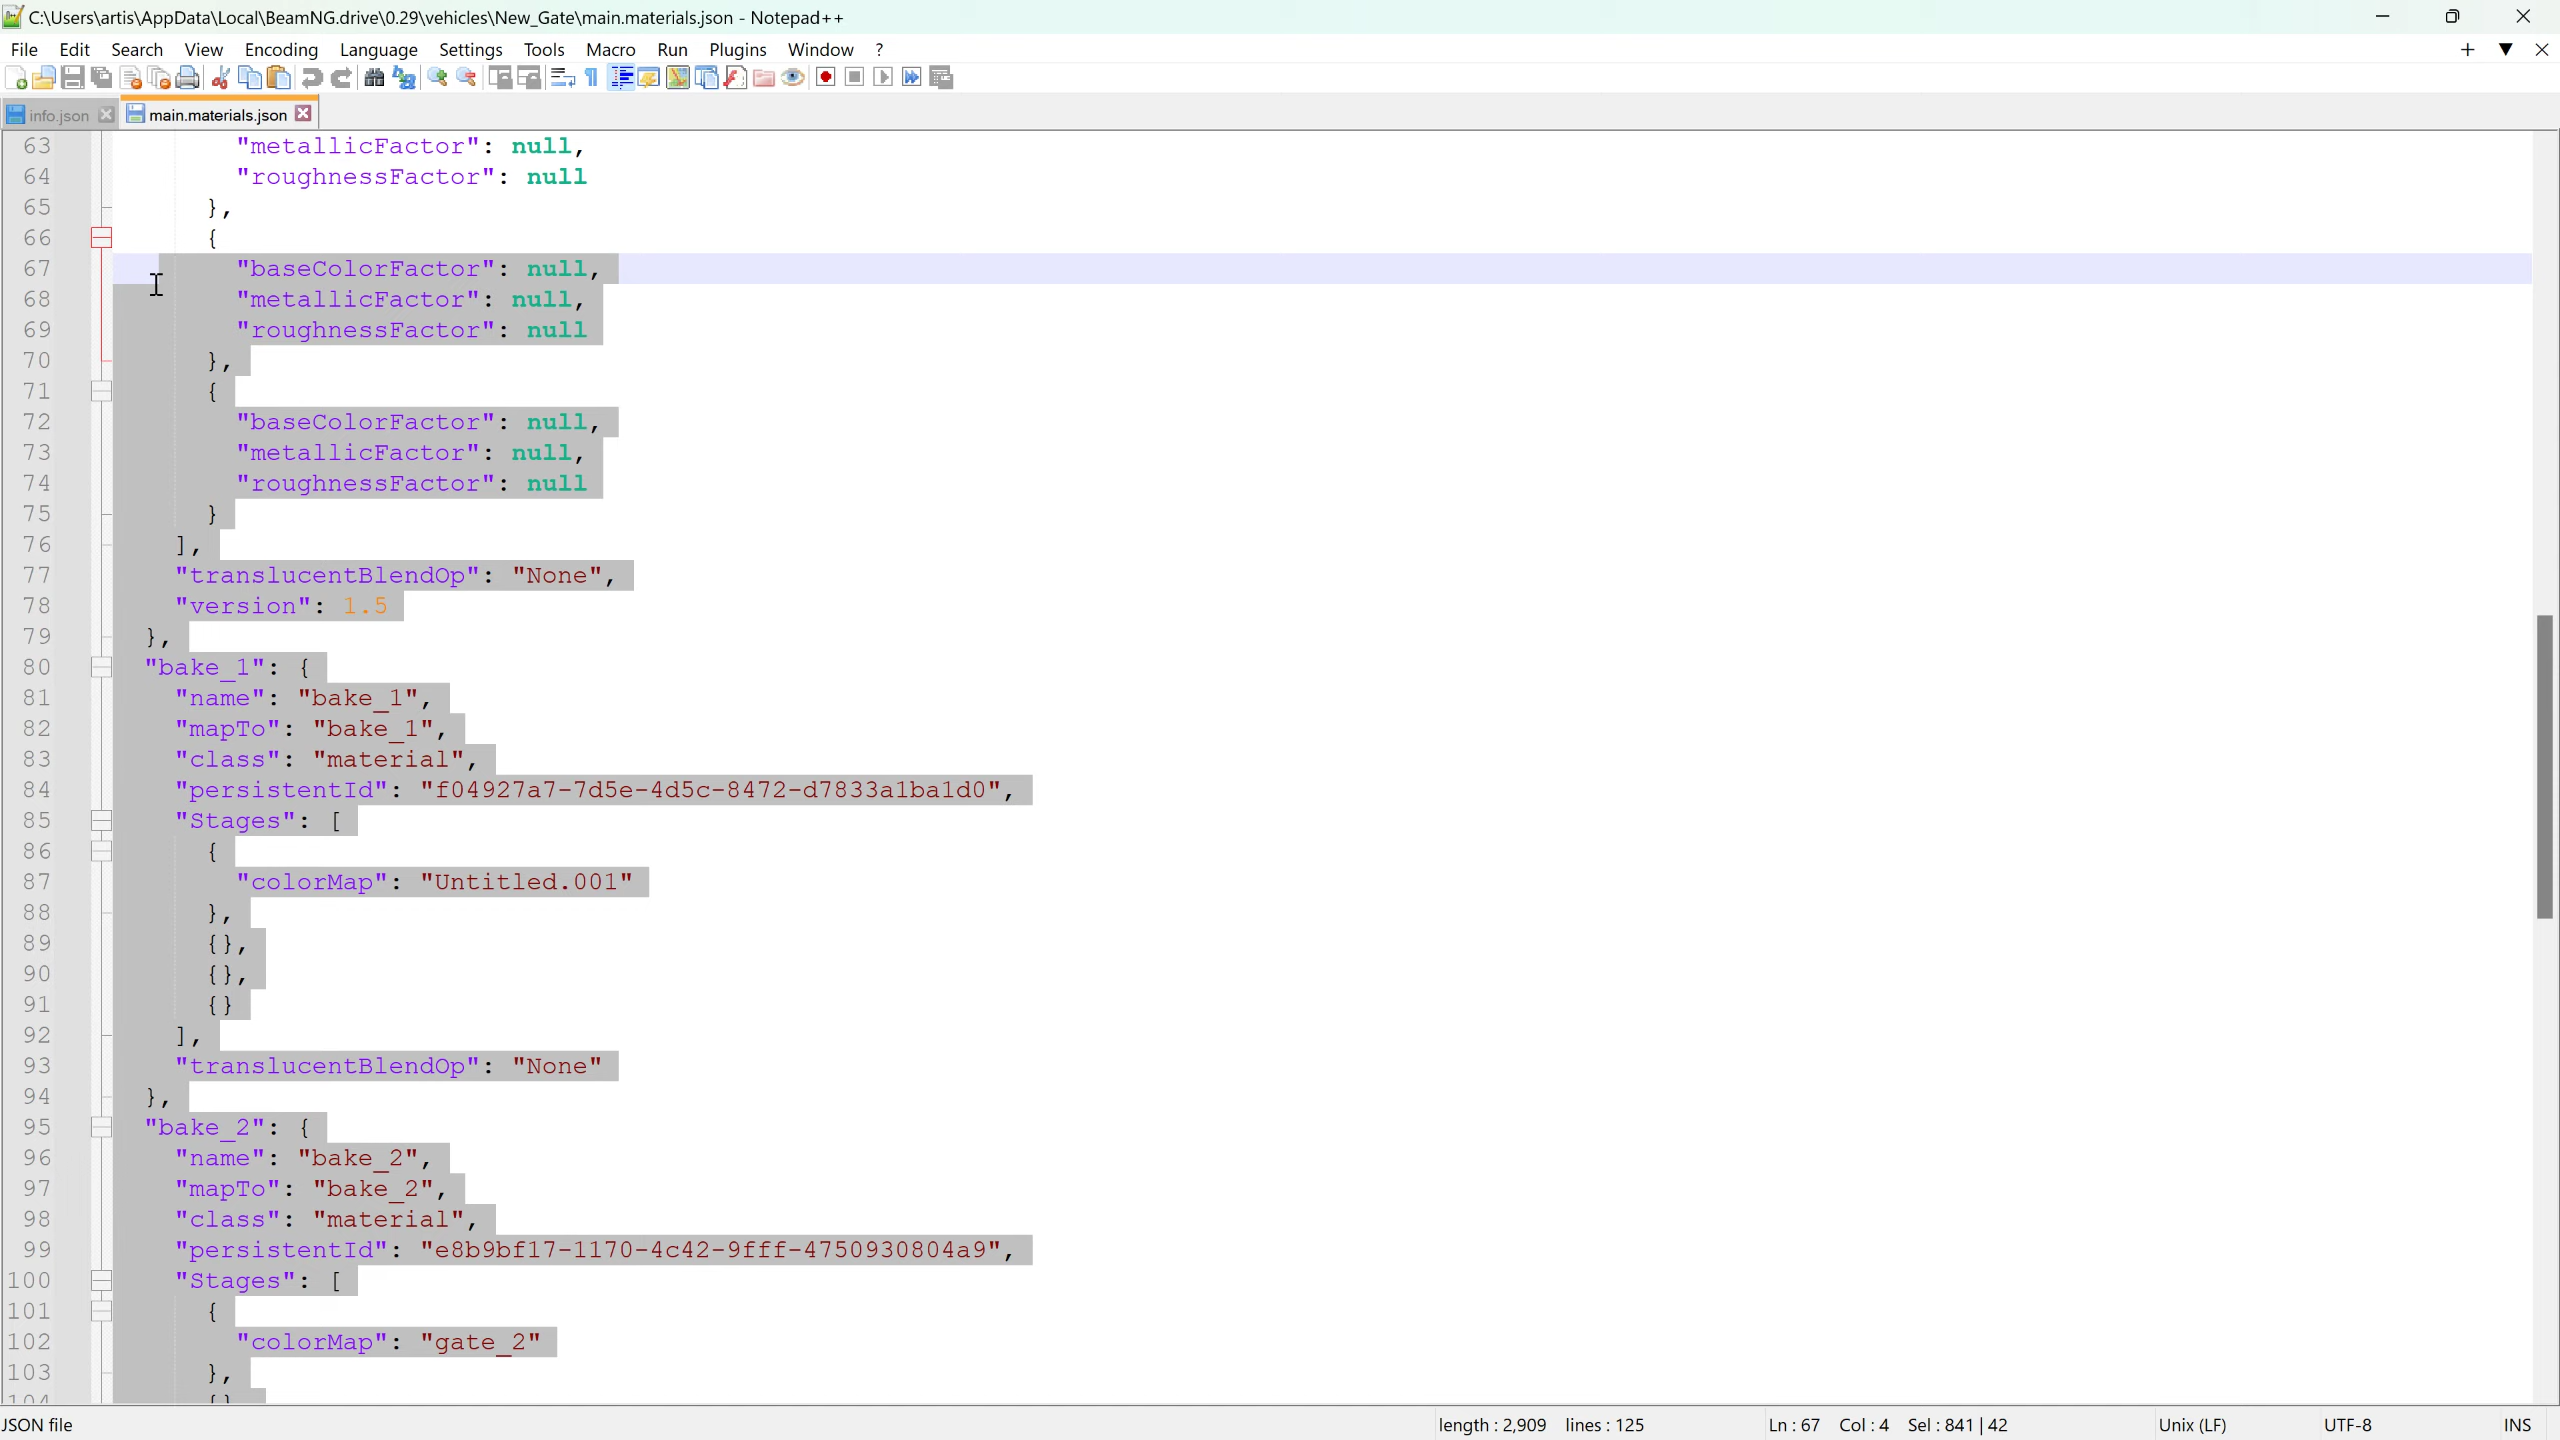 C:\Users\artis\AppData\Local\BeamNG.drive\0.29\vehicles\New_Gate\main.materials.json - Notepad++
File Edit Search View Encoding Language Settings Tools Macro Run Plugins Window ?
info.json main.materials.json
63 "metallicFactor": null,
64 "roughnessFactor": null
65 },
66 {
67 "baseColorFactor": null,
68 "metallicFactor": null,
69 "roughnessFactor": null
70 },
71 {
72 "baseColorFactor": null,
73 "metallicFactor": null,
74 "roughnessFactor": null
75 }
76 ],
77 "translucentBlendOp": "None",
78 "version": 1.5
79 },
80 "bake_1": {
81 "name": "bake_1",
82 "mapTo": "bake_1",
83 "class": "material",
84 "persistentId": "f04927a7-7d5e-4d5c-8472-d7833a1ba1d0",
85 "Stages": [
86 {
87 "colorMap": "Untitled.001"
88 },
89 {},
90 {},
91 {}
92 ],
93 "translucentBlendOp": "None"
94 },
95 "bake_2": {
96 "name": "bake_2",
97 "mapTo": "bake_2",
98 "class": "material",
99 "persistentId": "e8b9bf17-1170-4c42-9fff-4750930804a9",
100 "Stages": [
101 {
102 "colorMap": "gate_2"
103 },
JSON file length : 2,909 lines : 125 Ln : 67 Col : 4 Sel : 841 | 42 Unix (LF) UTF-8 INS